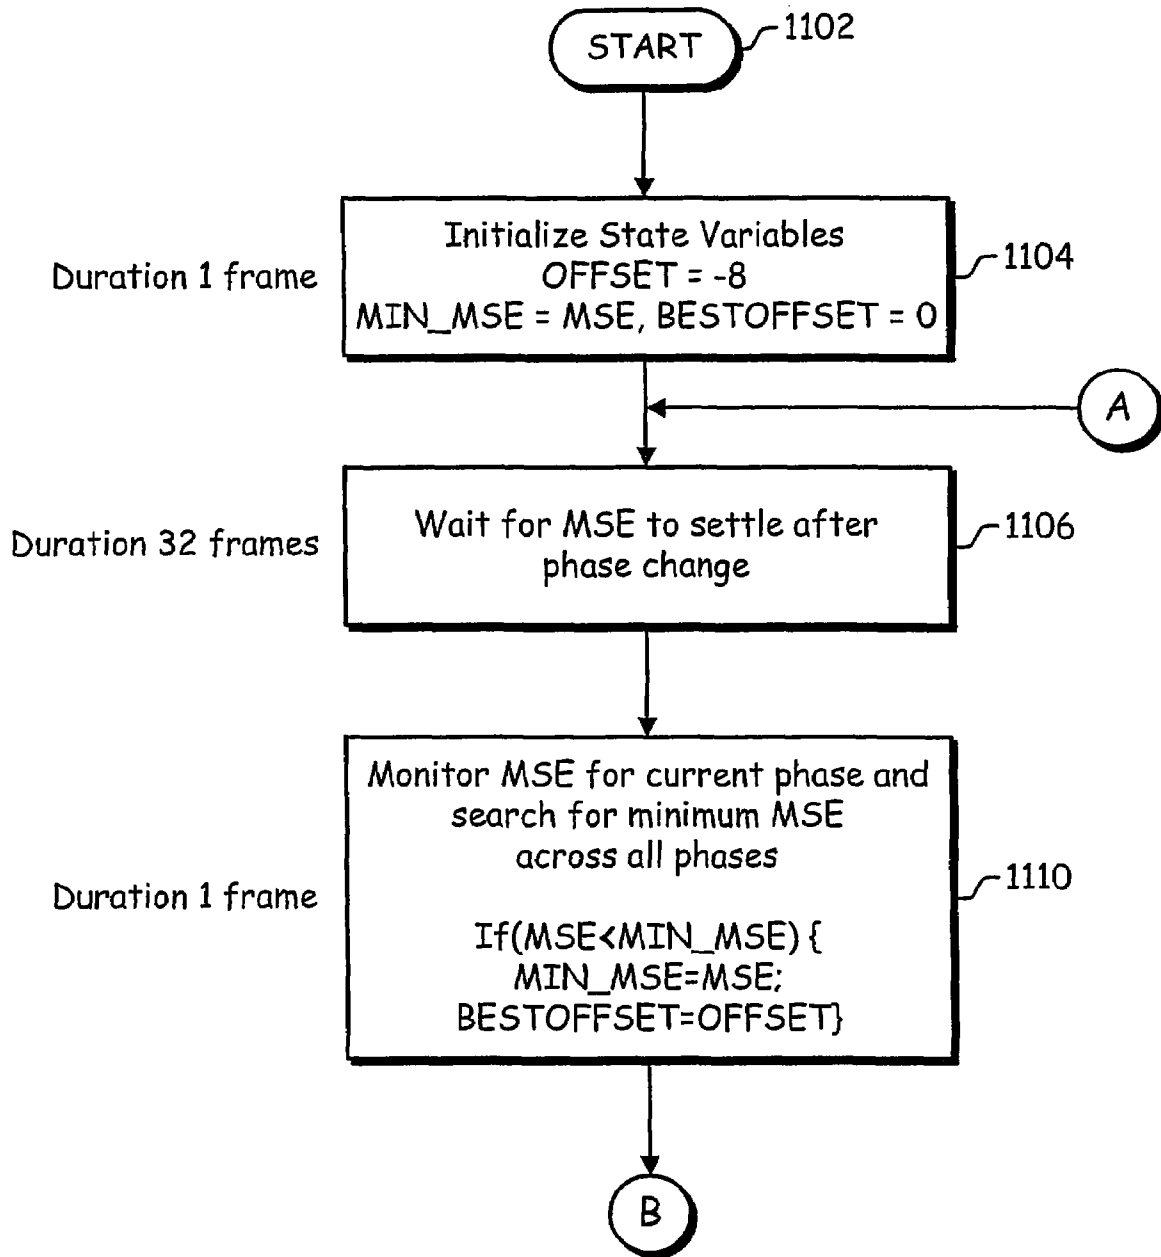 START
1102
Duration 1 frame
Initialize State Variables
OFFSET = -8
MIN_MSE = MSE, BESTOFFSET = 0
1104
A
Duration 32 frames
Wait for MSE to settle after
phase change
1106
Duration 1 frame
Monitor MSE for current phase and
search for minimum MSE
across all phases
If(MSE<MIN_MSE) {
MIN_MSE=MSE;
BESTOFFSET=OFFSET}
1110
B